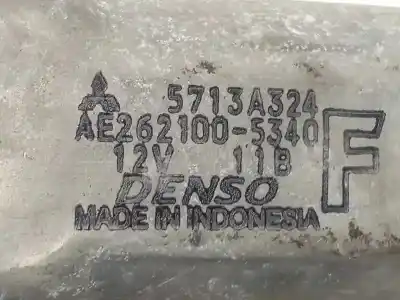 5713A324
AE262100-5340
12V 11B
DENSO
MADE IN INDONESIA
F